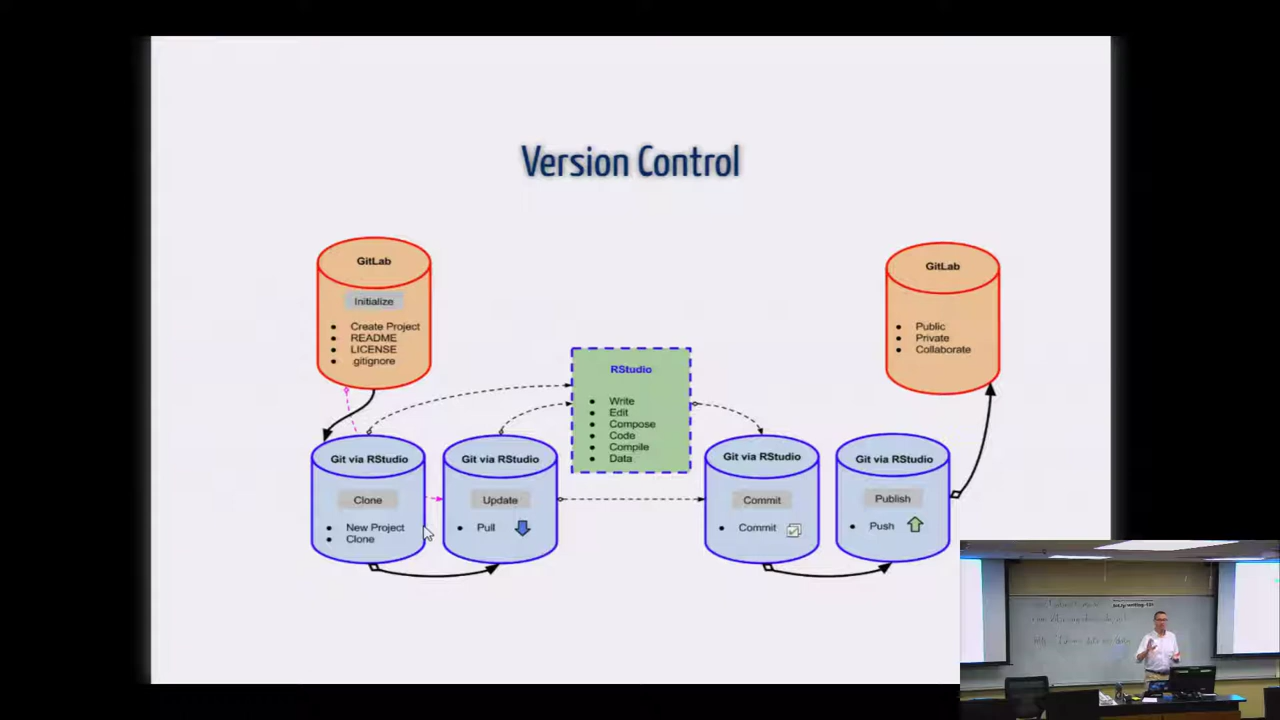 Version Control
GitLab
Initialize
● Create Project
● README
● LICENSE
● .gitignore
GitLab
● Public
● Private
● Collaborate
RStudio
● Write
● Edit
● Compose
● Code
● Compile
● Data
Git via RStudio
Clone
● New Project
● Clone
Git via RStudio
Update
● Pull
Git via RStudio
Commit
● Commit
Git via RStudio
Publish
● Push